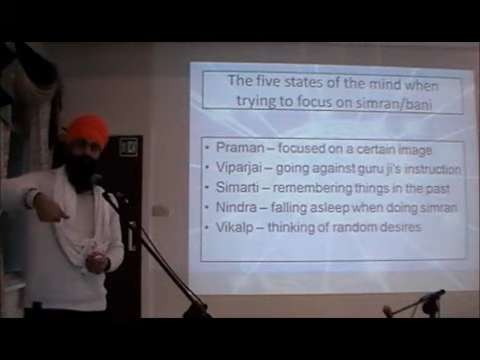 The five states of the mind when
trying to focus on simran/bani
• Praman – focused on a certain image
• Viparjai – going against guru ji's instruction
• Simarti – remembering things in the past
• Nindra – falling asleep when doing simran
• Vikalp – thinking of random desires